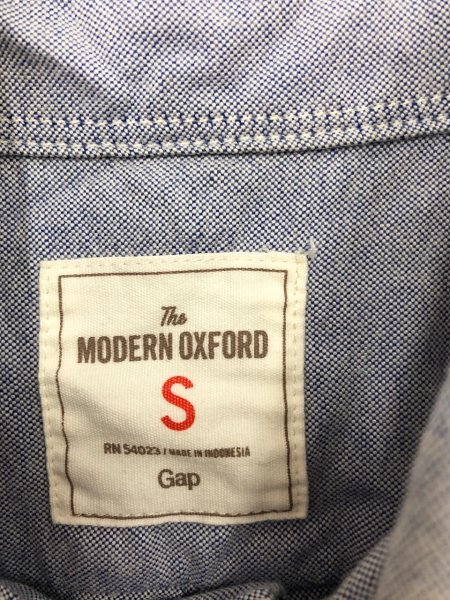 The
MODERN OXFORD
S
RN 54023 / MADE IN INDONESIA
Gap